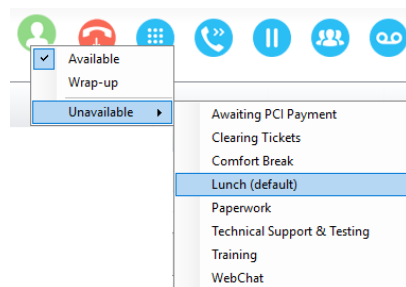 Available
Wrap-up
Unavailable
Awaiting PCI Payment
Clearing Tickets
Comfort Break
Lunch (default)
Paperwork
Technical Support & Testing
Training
WebChat